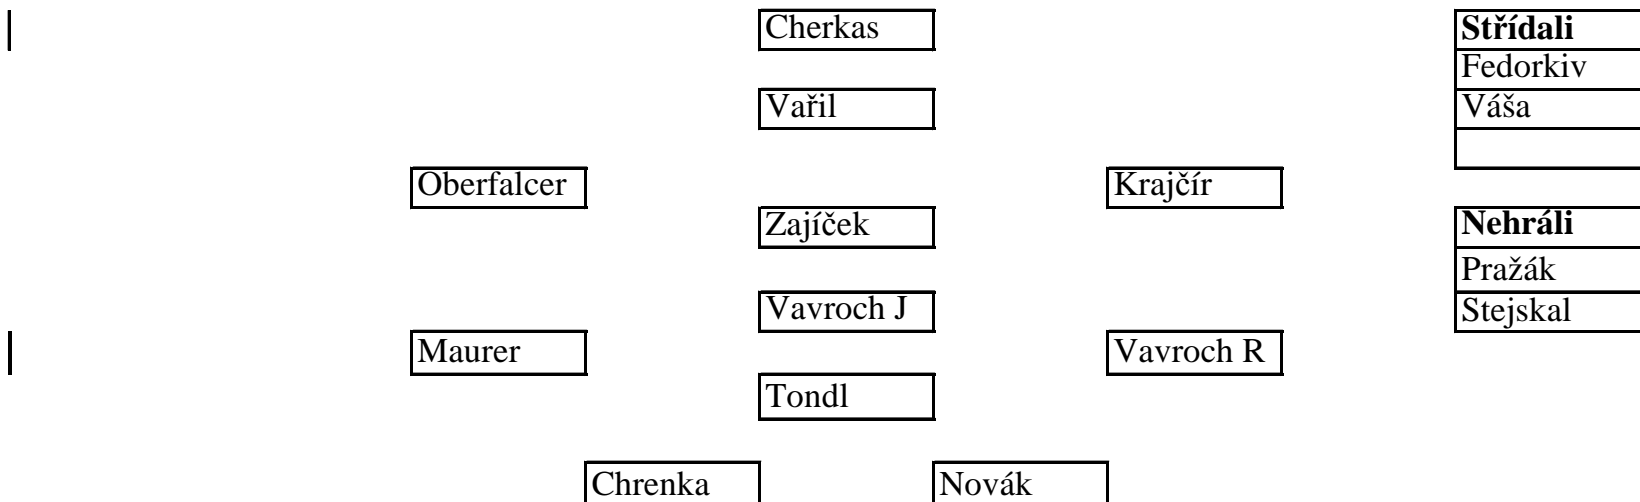 Cherkas
Střídali
Fedorkiv
Vařil
Váša
Oberfalcer
Krajčír
Zajíček
Nehráli
Pražák
Vavroch J
Stejskal
Maurer
Vavroch R
Tondl
Chrenka
Novák